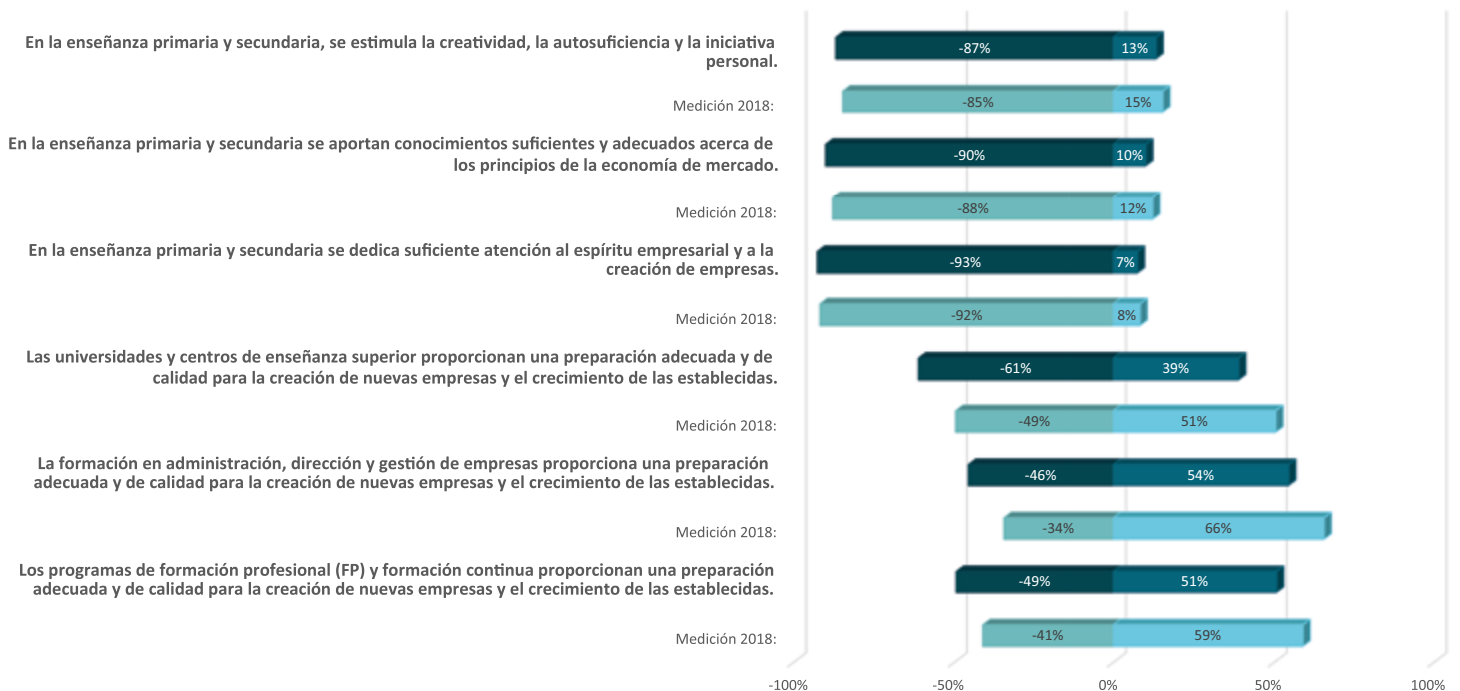 En la enseñanza primaria y secundaria, se estimula la creatividad, la autosuficiencia y la iniciativa
personal.
-87% 13%
Medición 2018:
-85% 15%
En la enseñanza primaria y secundaria se aportan conocimientos suficientes y adecuados acerca de
los principios de la economía de mercado.
-90% 10%
Medición 2018:
-88% 12%
En la enseñanza primaria y secundaria se dedica suficiente atención al espíritu empresarial y a la
creación de empresas.
-93% 7%
Medición 2018:
-92% 8%
Las universidades y centros de enseñanza superior proporcionan una preparación adecuada y de
calidad para la creación de nuevas empresas y el crecimiento de las establecidas.
-61% 39%
Medición 2018:
-49% 51%
La formación en administración, dirección y gestión de empresas proporciona una preparación
adecuada y de calidad para la creación de nuevas empresas y el crecimiento de las establecidas.
-46% 54%
Medición 2018:
-34% 66%
Los programas de formación profesional (FP) y formación continua proporcionan una preparación
adecuada y de calidad para la creación de nuevas empresas y el crecimiento de las establecidas.
-49% 51%
Medición 2018:
-41% 59%
-100% -50% 0% 50% 100%